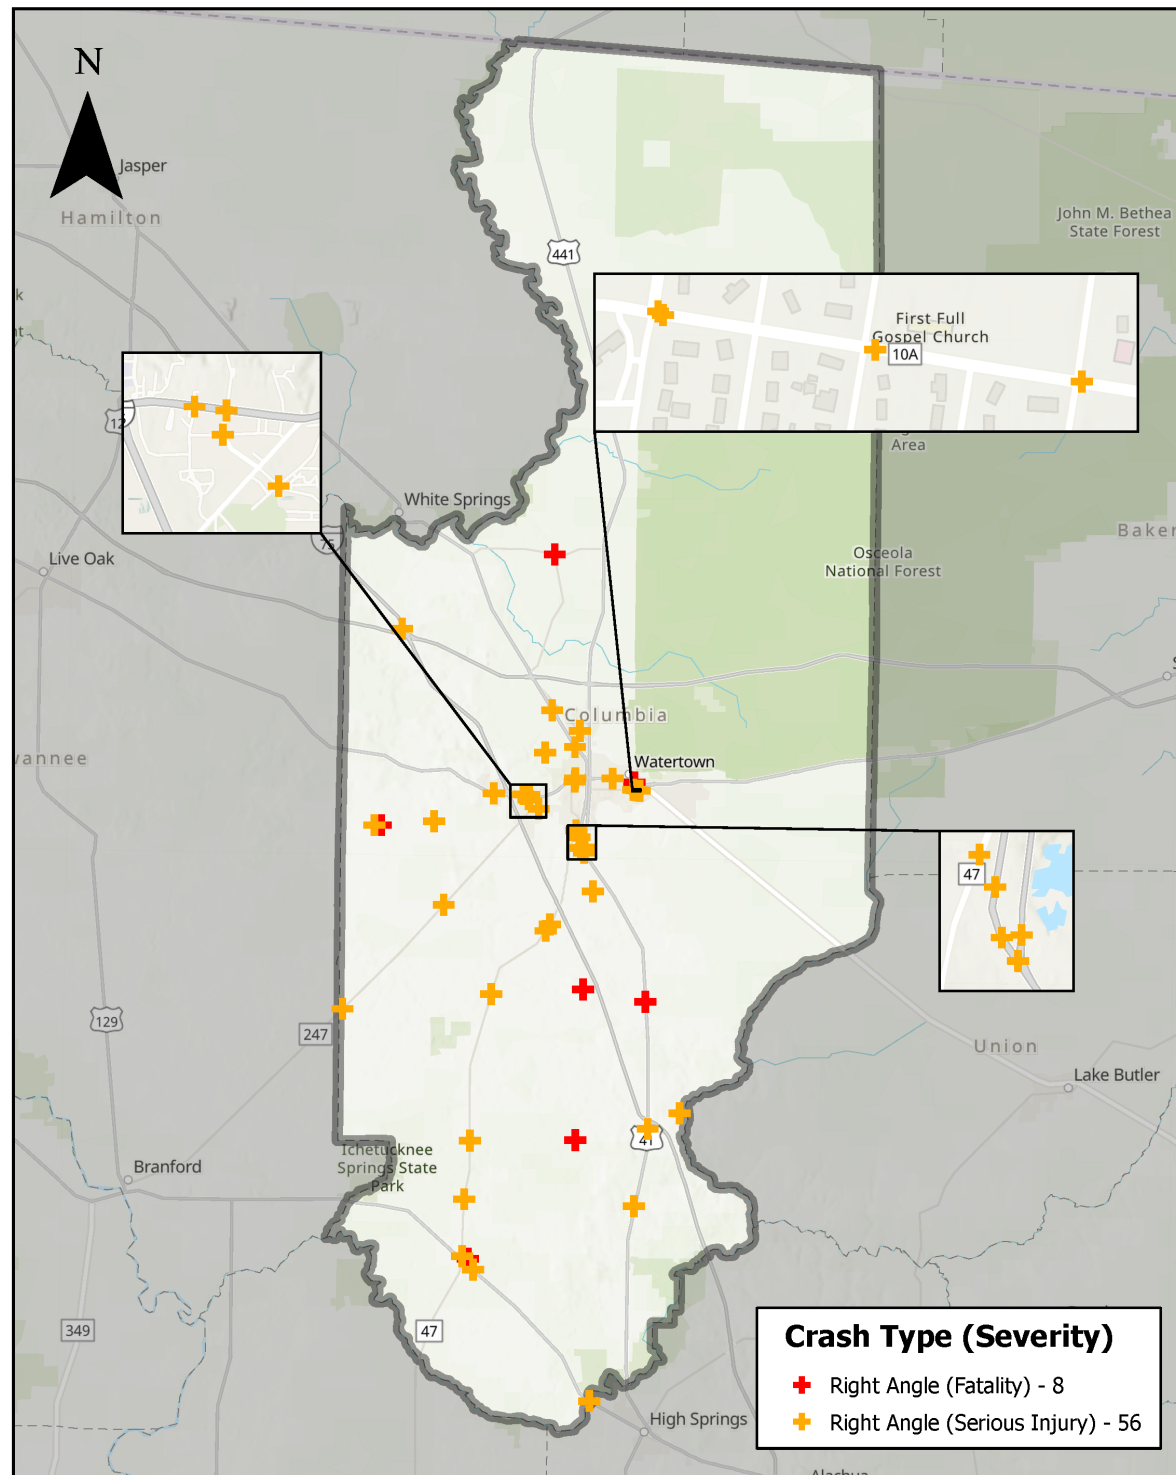 N
Jasper
Hamilton
John M. Bethea
State Forest
441
First Full
Gospel Church
10A
Area
White Springs
75
Live Oak
Osceola
National Forest
Baker
Columbia
Watertown
wannee
47
129
247
Union
Lake Butler
41
Ichetucknee
Springs State
Park
Branford
349
47
High Springs
Crash Type (Severity)
Right Angle (Fatality) - 8
Right Angle (Serious Injury) - 56